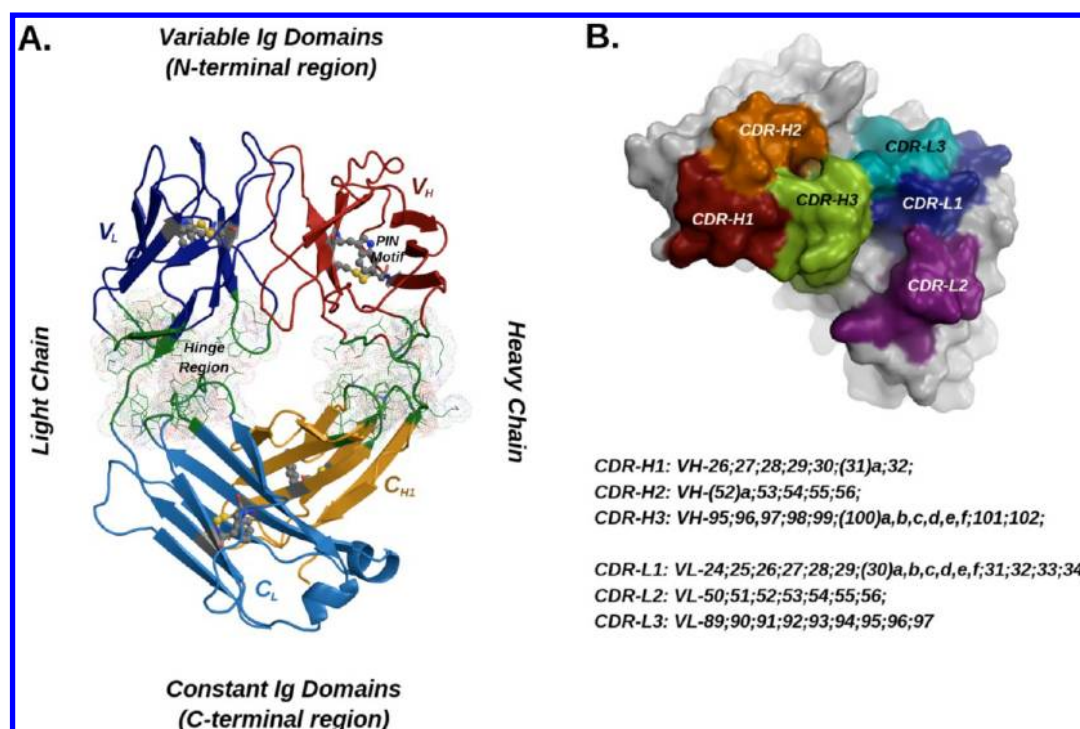 A.
Variable Ig Domains
(N-terminal region)
VL
VH
PIN
Motif
Hinge
Region
Light Chain
Heavy Chain
CH1
CL
Constant Ig Domains
(C-terminal region)
B.
CDR-H2
CDR-L3
CDR-H1
CDR-H3
CDR-L1
CDR-L2
CDR-H1: VH-26;27;28;29;30;(31)a;32;
CDR-H2: VH-(52)a;53;54;55;56;
CDR-H3: VH-95;96,97;98;99;(100)a,b,c,d,e,f;101;102;
CDR-L1: VL-24;25;26;27;28;29;(30)a,b,c,d,e,f;31;32;33;34
CDR-L2: VL-50;51;52;53;54;55;56;
CDR-L3: VL-89;90;91;92;93;94;95;96;97